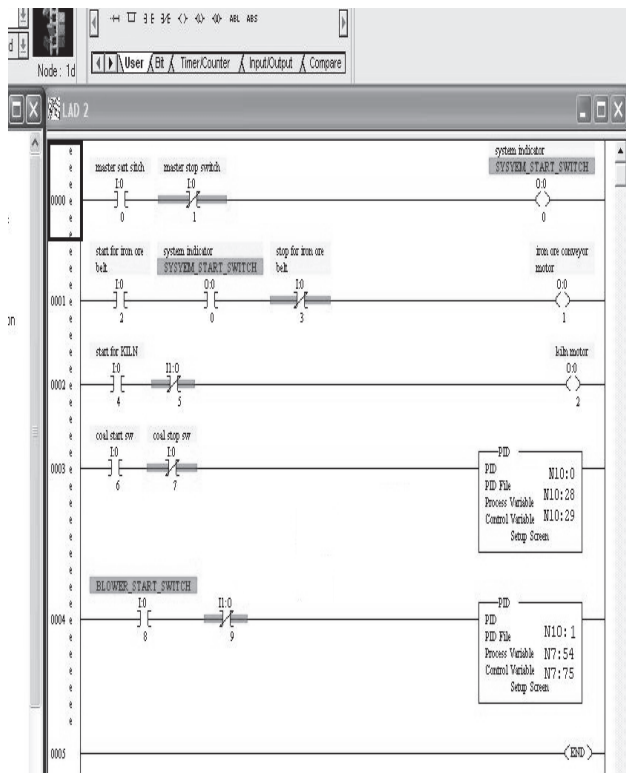 ABL ABS
Node: 1d
User Bit Timer/Counter Input/Output Compare
LAD 2
system indicator
master sart sitch master stop switch SYSYEM_START_SWITCH
I:0 I:0 0:0
0000
0 1 0
start for iron ore system indicator stop for iron ore iron ore conveyor
belt SYSYEM_START_SWITCH belt motor
I:0 0:0 I:0 0:0
0001
2 0 3 1
start for KILN kiln motor
I:0 I1:0 0:0
0002
4 5 2
coal start sw coal stop sw
I:0 I:0 PID
0003 PID N10:0
6 7 PID File N10:28
Process Variable N10:29
Control Variable
Setup Screen
BLOWER_START_SWITCH
I:0 I1:0 PID
0004 PID
8 9 PID File N10:1
Process Variable N7:54
Control Variable N7:75
Setup Screen
0005 END